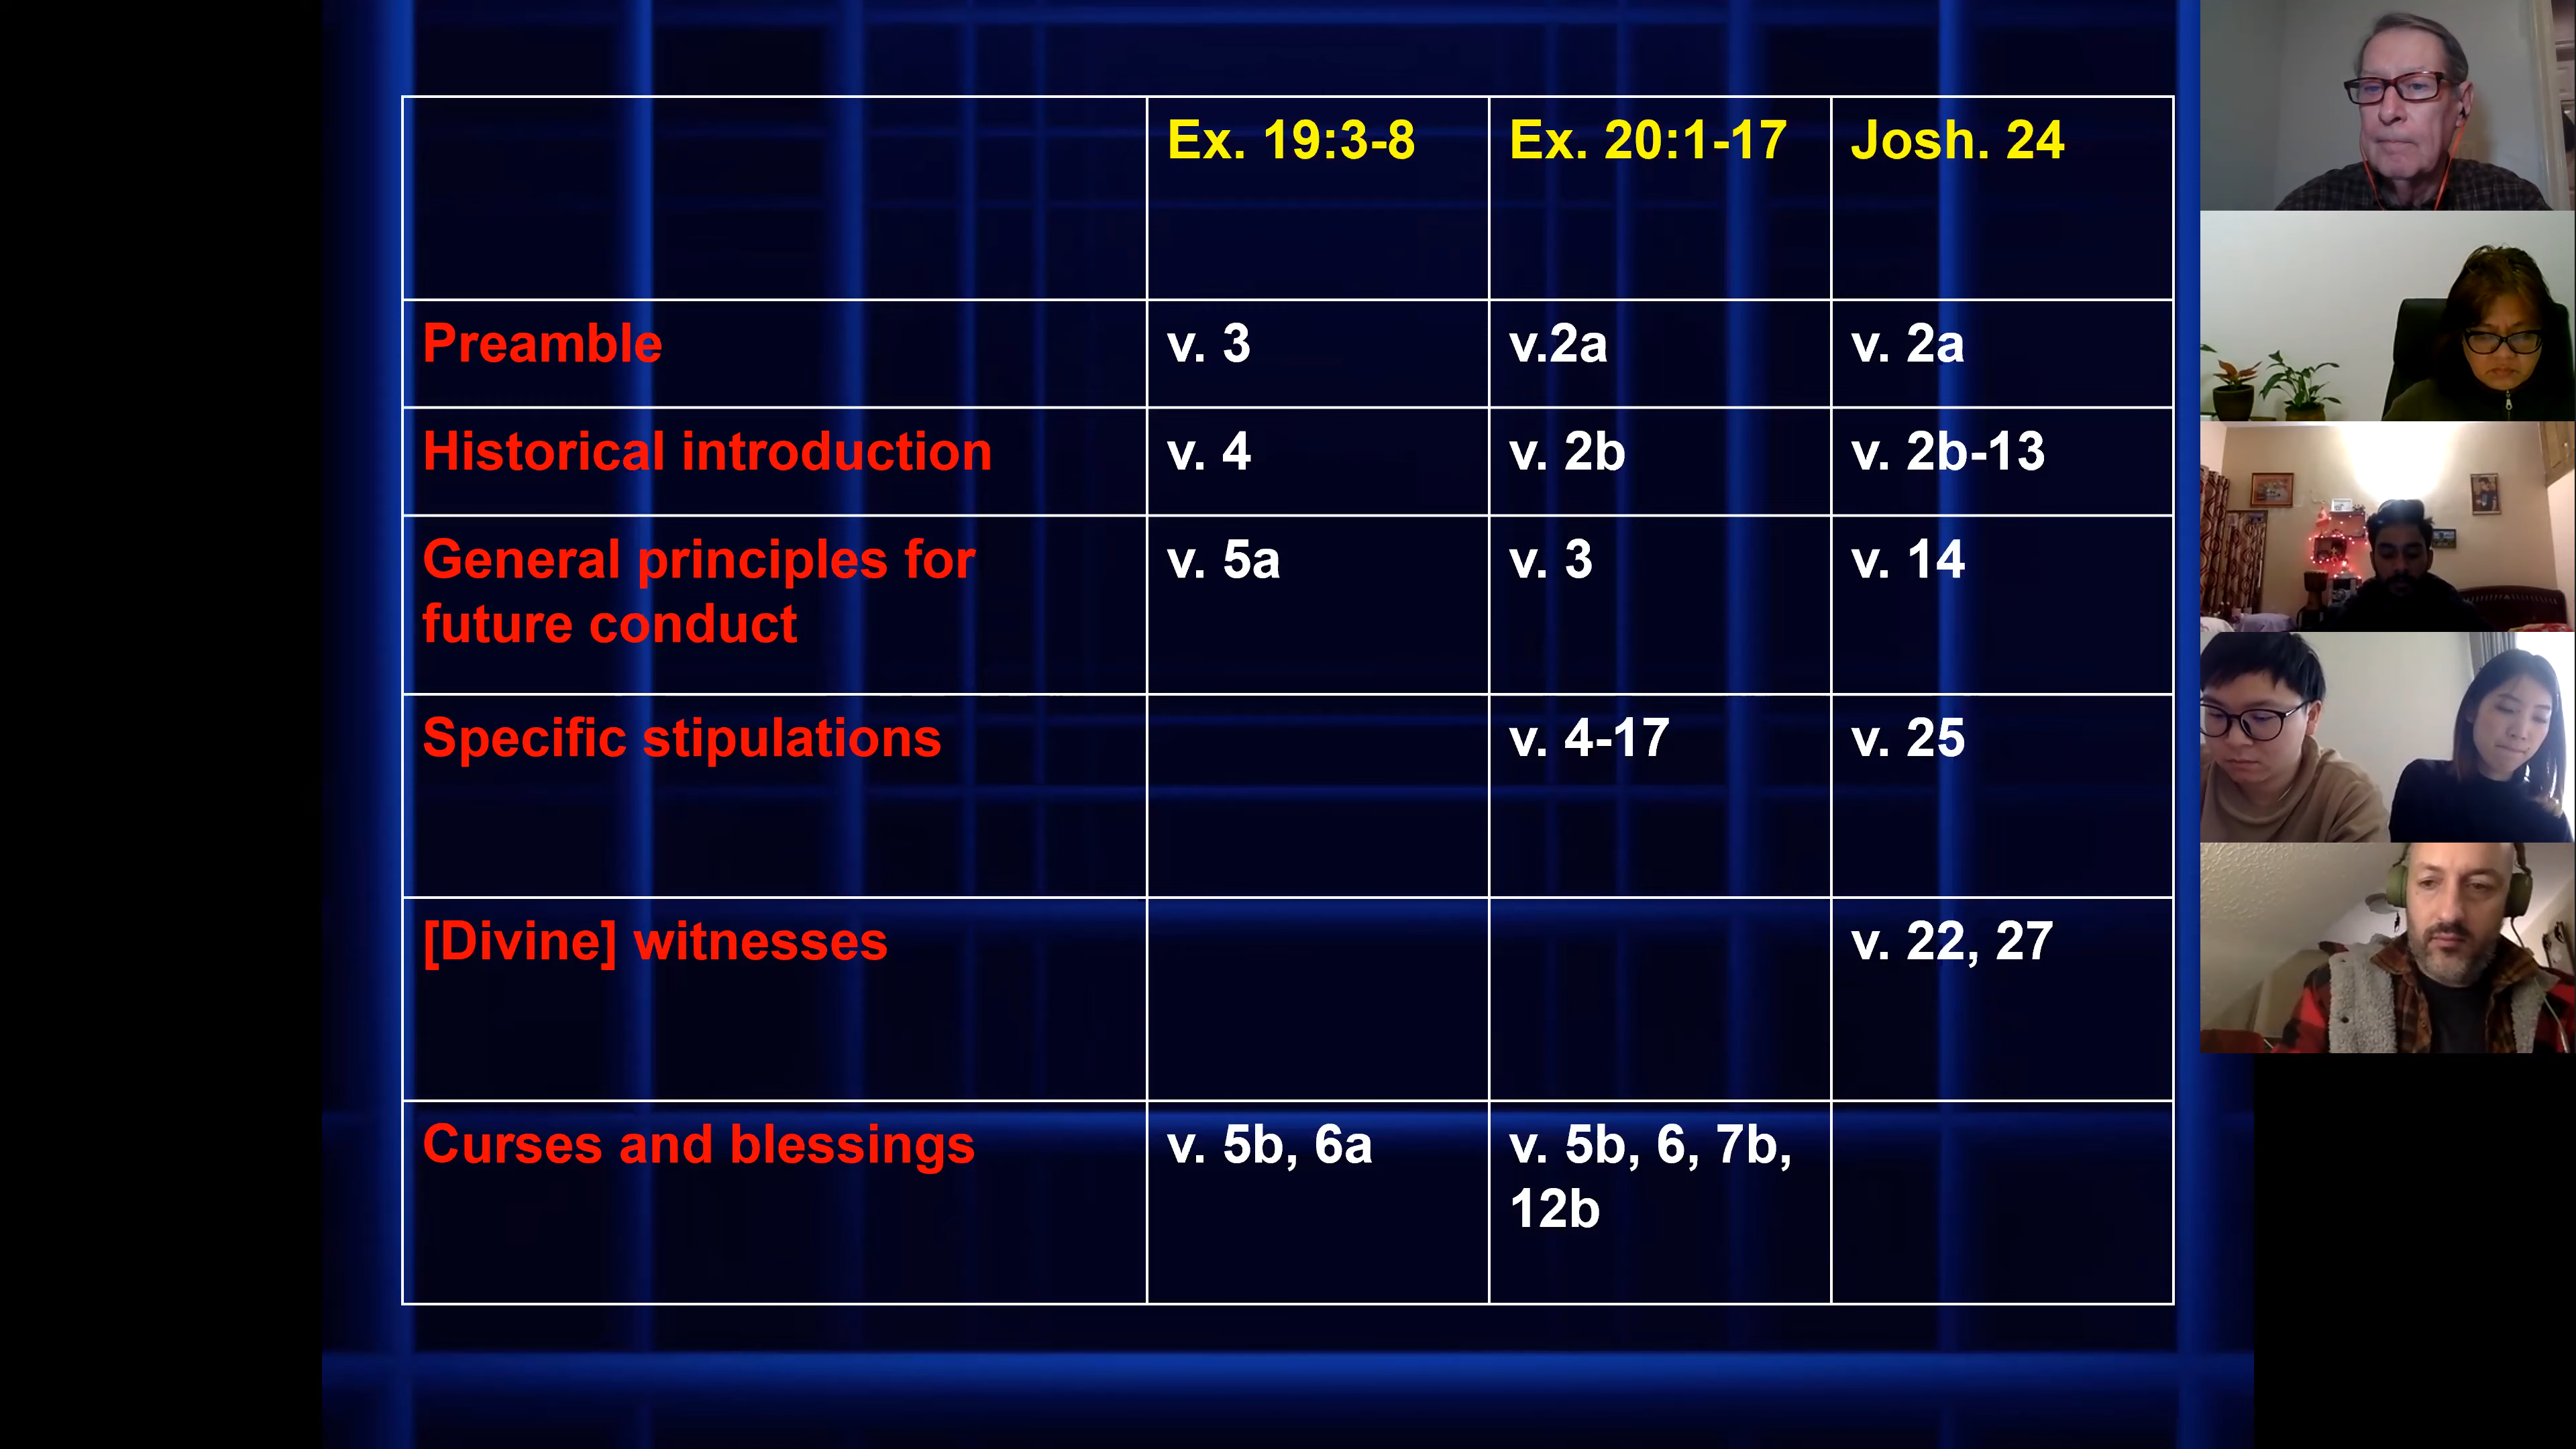 Ex. 19:3-8 Ex. 20:1-17 Josh. 24
Preamble v. 3 v.2a v. 2a
Historical introduction v. 4 v. 2b v. 2b-13
General principles for v. 5a v. 3 v. 14
future conduct
Specific stipulations v. 4-17 v. 25
[Divine] witnesses v. 22, 27
Curses and blessings v. 5b, 6a v. 5b, 6, 7b,
12b